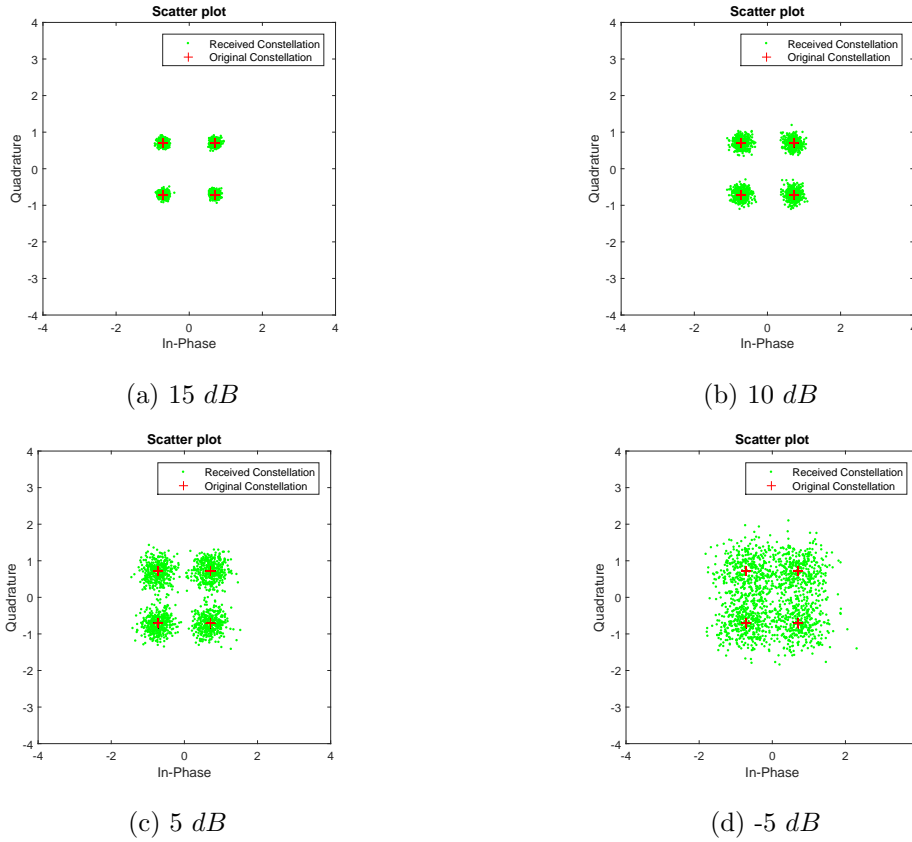 Scatter plot
Received Constellation
Original Constellation
Quadrature
4
3
2
1
0
-1
-2
-3
-4
-4 -2 0 2 4
In-Phase
(a) 15 dB
Scatter plot
Received Constellation
Original Constellation
Quadrature
4
3
2
1
0
-1
-2
-3
-4
-4 -2 0 2 4
In-Phase
(b) 10 dB
Scatter plot
Received Constellation
Original Constellation
Quadrature
4
3
2
1
0
-1
-2
-3
-4
-4 -2 0 2 4
In-Phase
(c) 5 dB
Scatter plot
Received Constellation
Original Constellation
Quadrature
4
3
2
1
0
-1
-2
-3
-4
-4 -2 0 2
In-Phase
(d) -5 dB